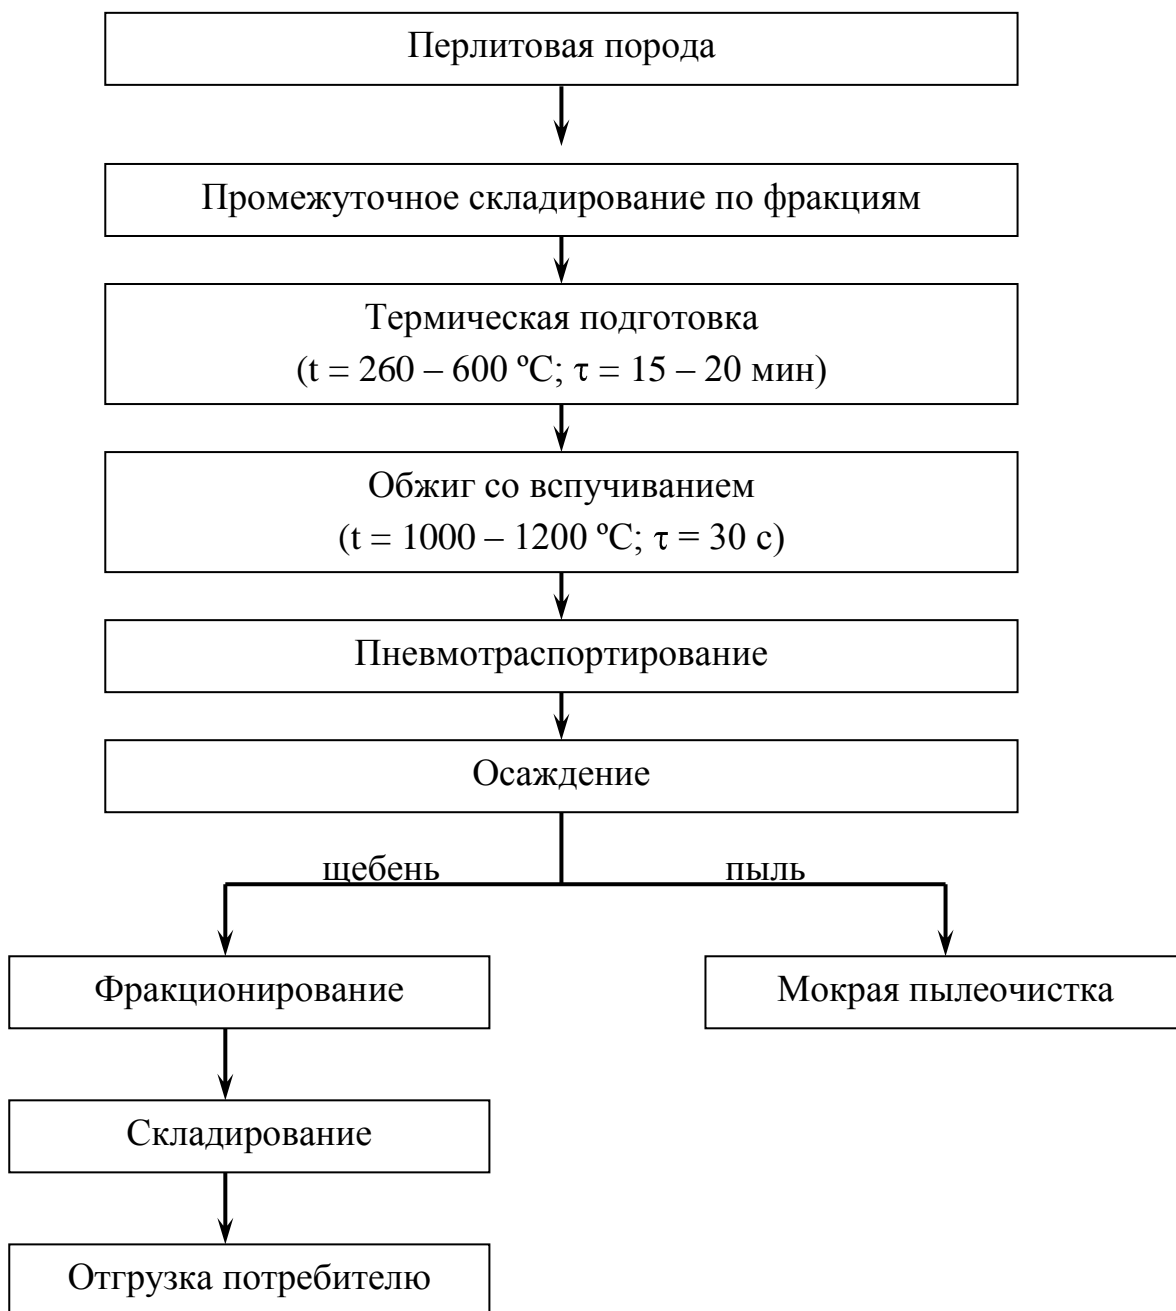 Перлитовая порода
Промежуточное складирование по фракциям
Термическая подготовка
(t = 260 – 600 ºС; τ = 15 – 20 мин)
Обжиг со вспучиванием
(t = 1000 – 1200 ºС; τ = 30 с)
Пневмотраспортирование
Осаждение
щебень
пыль
Фракционирование
Мокрая пылеочистка
Складирование
Отгрузка потребителю